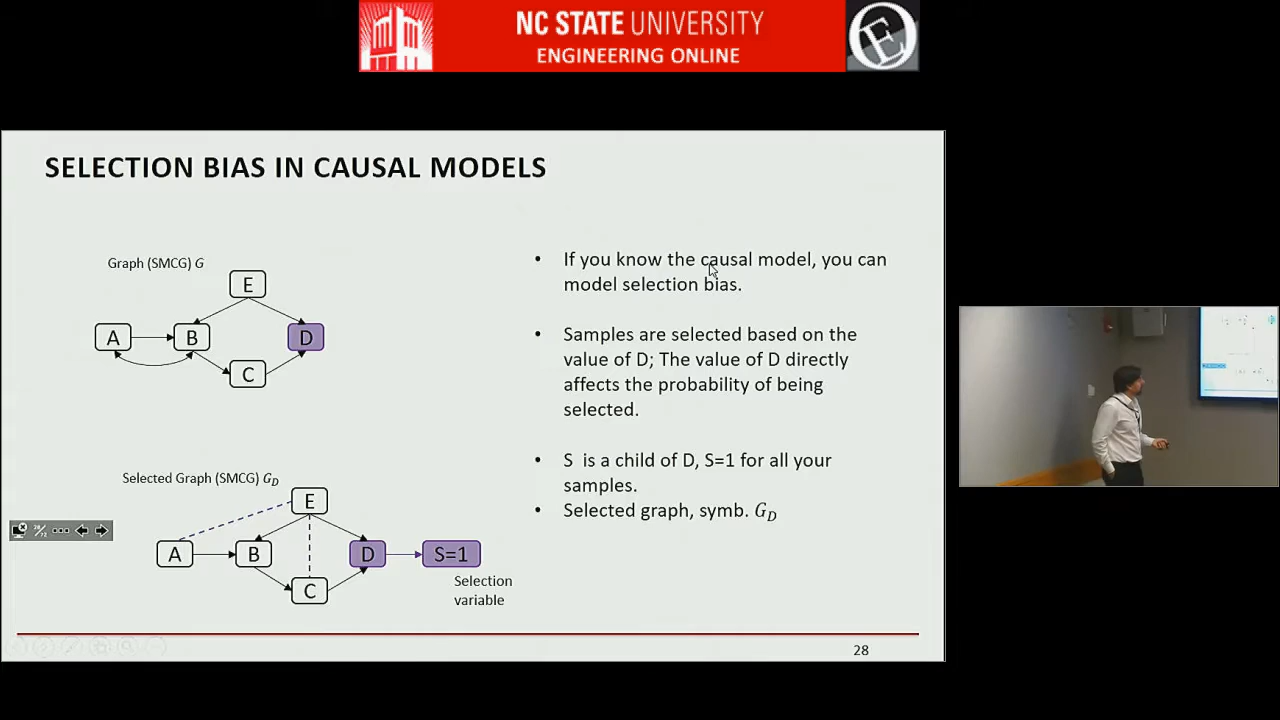 NC STATE UNIVERSITY
ENGINEERING ONLINE
SELECTION BIAS IN CAUSAL MODELS
Graph (SMCG) G
E
A
B
D
C
Selected Graph (SMCG) G_D
E
A
B
D
S=1
C
Selection
variable
• If you know the causal model, you can
model selection bias.
• Samples are selected based on the
value of D; The value of D directly
affects the probability of being
selected.
• S is a child of D, S=1 for all your
samples.
• Selected graph, symb. G_D
28